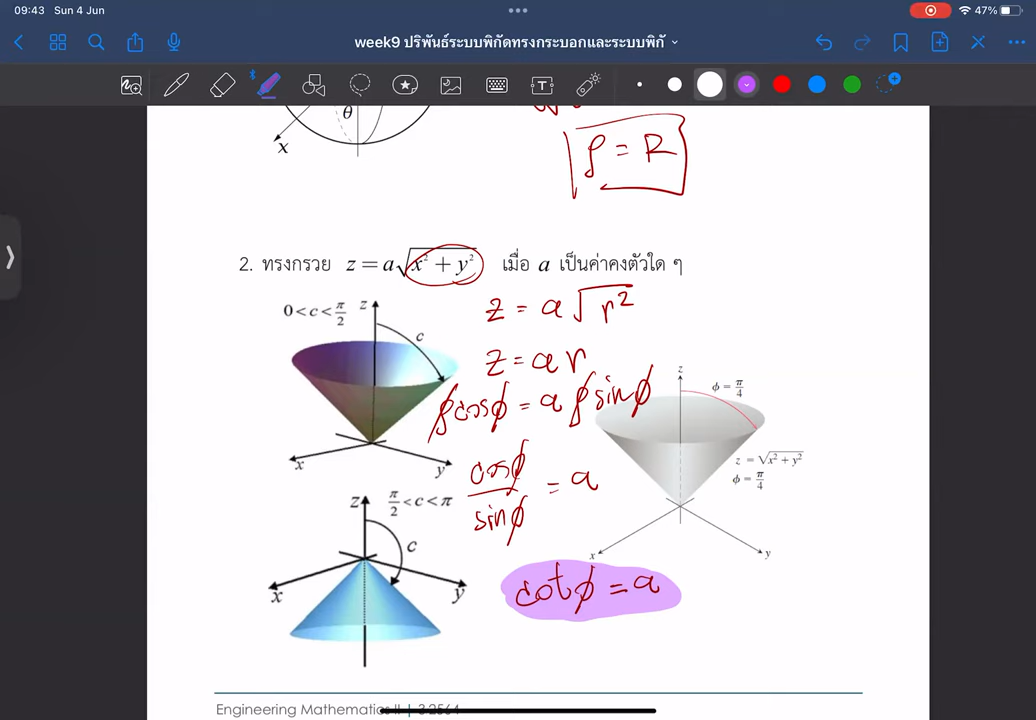 09:43 Sun 4 Jun
47%
week9 ปริพันธ์ระบบพิกัดทรงกระบอกและระบบพิกั
θ
x
ρ = R
2. ทรงกรวย z = a√x² + y² เมื่อ a เป็นค่าคงตัวใด ๆ
0 < c < π/2
z
c
x
y
z = a √r²
z = a r
ρcosφ = a ρsinφ
cosφ/sinφ = a
cotφ = a
z
ϕ = π/4
z = √x² + y²
ϕ = π/4
x
y
z
π/2 < c < π
c
x
y
Engineering Mathematics II | 3 2564